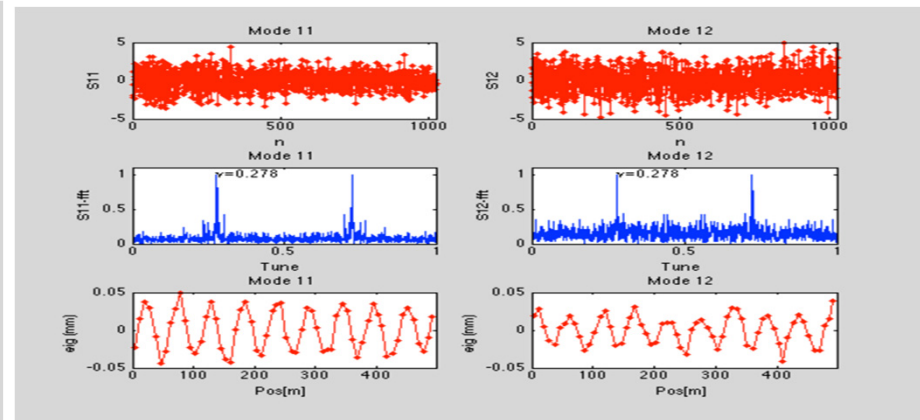 Mode 11
5
0
-5
S11
0
500
1000
n
Mode 12
5
0
-5
S12
0
500
1000
n
Mode 11
1
0.5
0
S11-fft
ν=0.278
0
0.5
1
Tune
Mode 12
1
0.5
0
S12-fft
ν=0.278
0
0.5
1
Tune
Mode 11
0.05
0
-0.05
eig (mm)
0
100
200
300
400
Pos[m]
Mode 12
0.05
0
-0.05
eig (mm)
0
100
200
300
400
Pos[m]